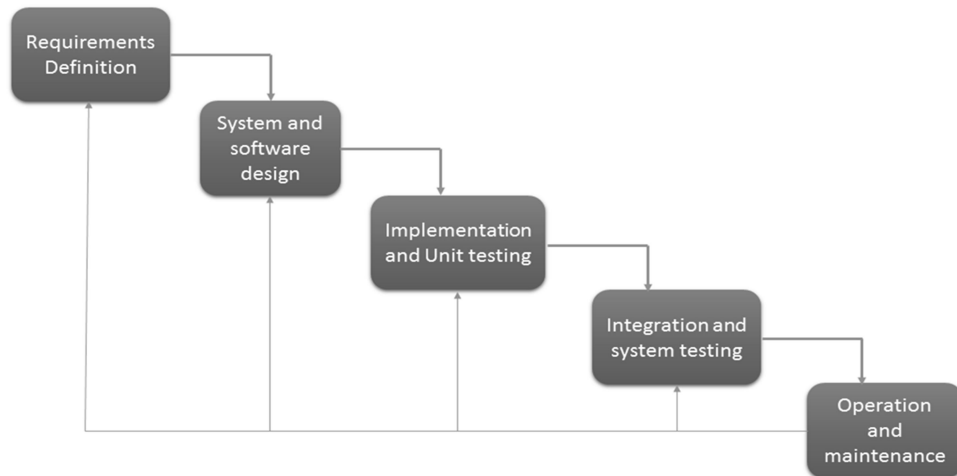 Requirements
Definition
System and
software
design
Implementation
and Unit testing
Integration and
system testing
Operation
and
maintenance